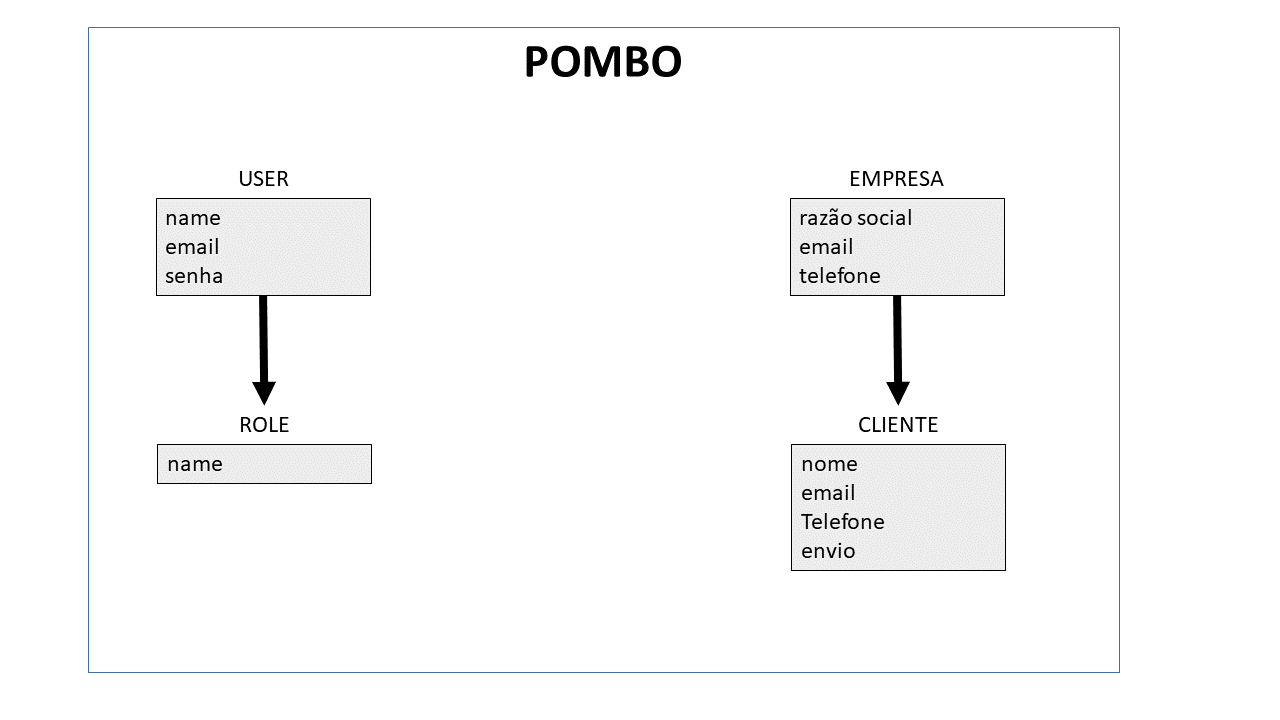 POMBO
USER
name
email
senha
ROLE
name
EMPRESA
razão social
email
telefone
CLIENTE
nome
email
Telefone
envio